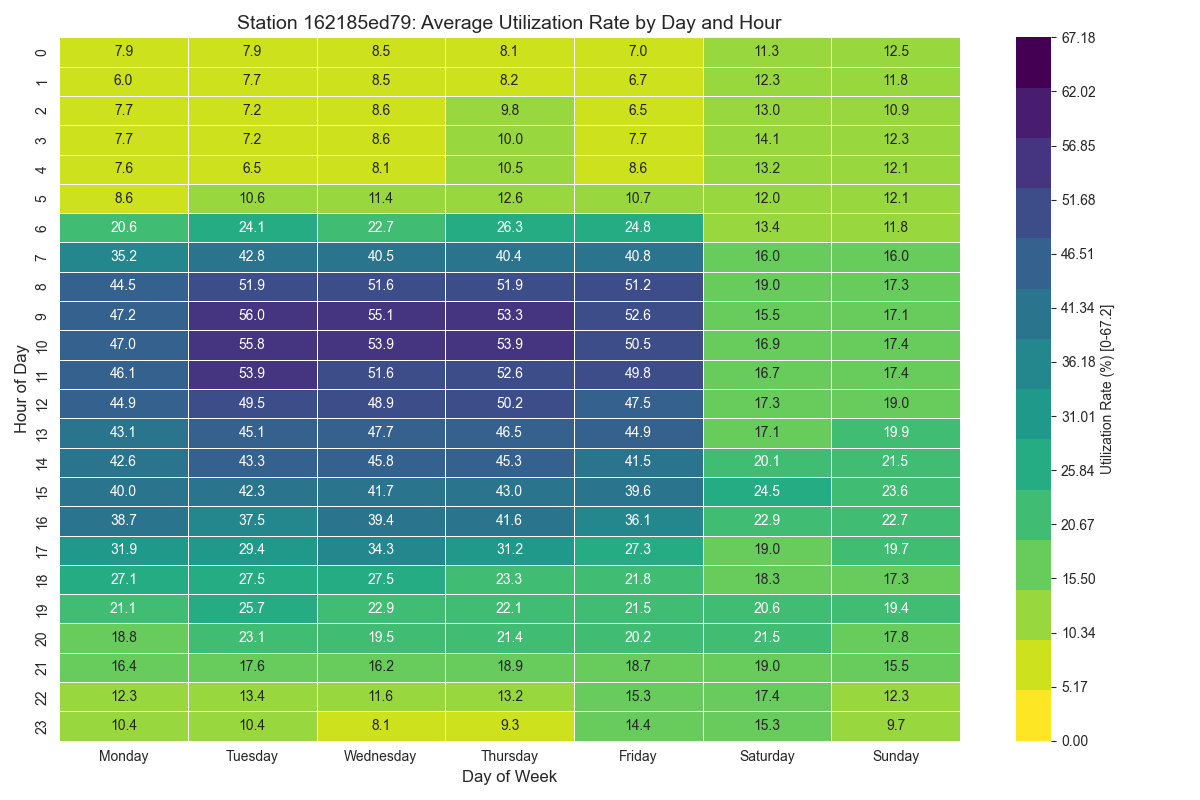 Station 162185ed79: Average Utilization Rate by Day and Hour
0 7.9 7.9 8.5 8.1 7.0 11.3 12.5
1 6.0 7.7 8.5 8.2 6.7 12.3 11.8
2 7.7 7.2 8.6 9.8 6.5 13.0 10.9
3 7.7 7.2 8.6 10.0 7.7 14.1 12.3
4 7.6 6.5 8.1 10.5 8.6 13.2 12.1
5 8.6 10.6 11.4 12.6 10.7 12.0 12.1
6 20.6 24.1 22.7 26.3 24.8 13.4 11.8
7 35.2 42.8 40.5 40.4 40.8 16.0 16.0
8 44.5 51.9 51.6 51.9 51.2 19.0 17.3
9 47.2 56.0 55.1 53.3 52.6 15.5 17.1
10 47.0 55.8 53.9 53.9 50.5 16.9 17.4
11 46.1 53.9 51.6 52.6 49.8 16.7 17.4
12 44.9 49.5 48.9 50.2 47.5 17.3 19.0
13 43.1 45.1 47.7 46.5 44.9 17.1 19.9
14 42.6 43.3 45.8 45.3 41.5 20.1 21.5
15 40.0 42.3 41.7 43.0 39.6 24.5 23.6
16 38.7 37.5 39.4 41.6 36.1 22.9 22.7
17 31.9 29.4 34.3 31.2 27.3 19.0 19.7
18 27.1 27.5 27.5 23.3 21.8 18.3 17.3
19 21.1 25.7 22.9 22.1 21.5 20.6 19.4
20 18.8 23.1 19.5 21.4 20.2 21.5 17.8
21 16.4 17.6 16.2 18.9 18.7 19.0 15.5
22 12.3 13.4 11.6 13.2 15.3 17.4 12.3
23 10.4 10.4 8.1 9.3 14.4 15.3 9.7
Monday Tuesday Wednesday Thursday Friday Saturday Sunday
Day of Week
Hour of Day
67.18
62.02
56.85
51.68
46.51
41.34
36.18
31.01
25.84
20.67
15.50
10.34
5.17
0.00
Utilization Rate (%) [0-67.2]